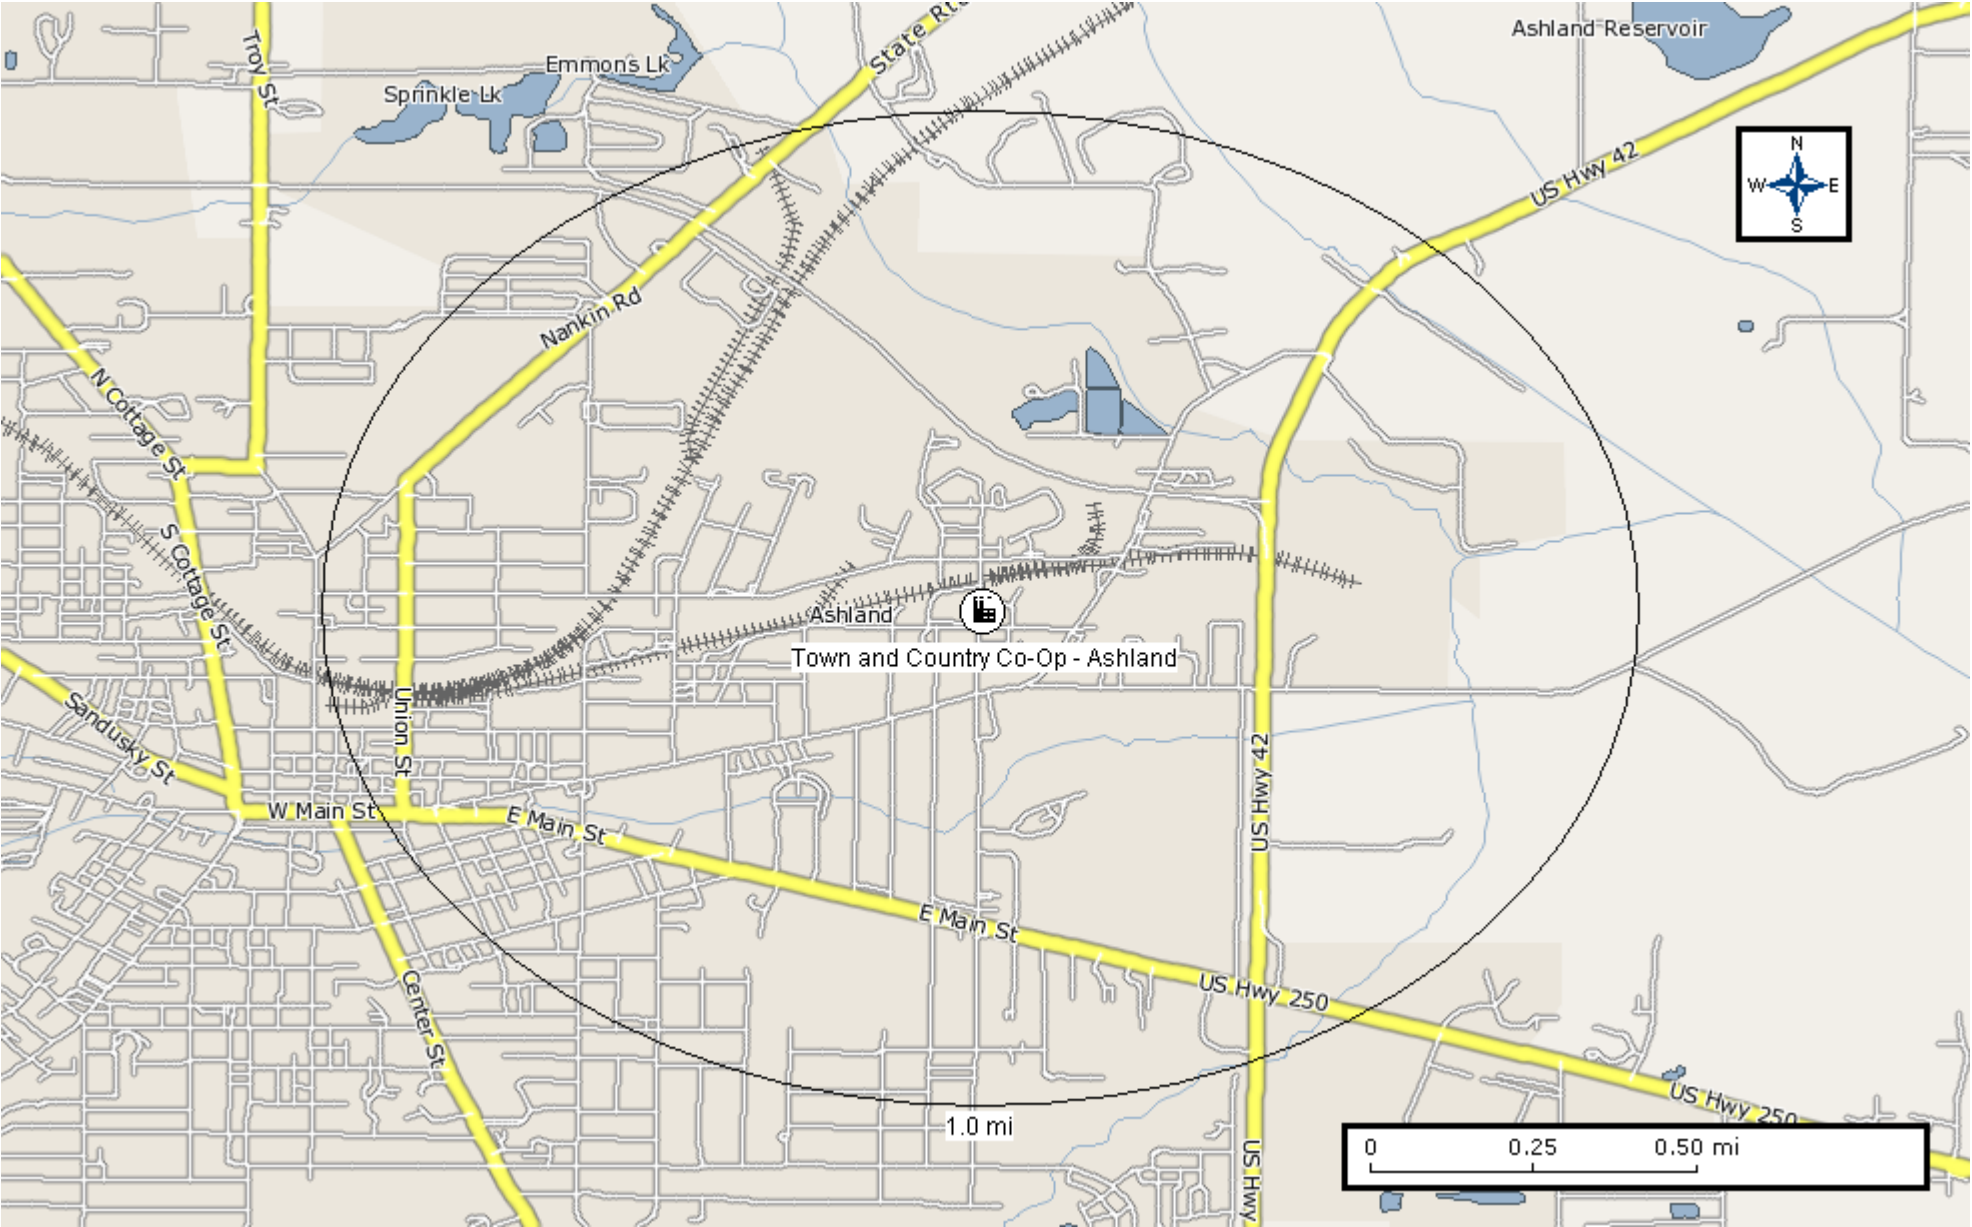 Ashland Reservoir
State Rt
Troy St
Emmons Lk
Sprinkle Lk
N
W E
S
US Hwy 42
Nankin Rd
N Cottage St
S Cottage St
Ashland
Town and Country Co-Op - Ashland
Union St
Sandusky St
US Hwy 42
W Main St
E Main St
E Main St
US Hwy 250
Center St
US Hwy 250
1.0 mi
0 0.25 0.50 mi
US Hwy